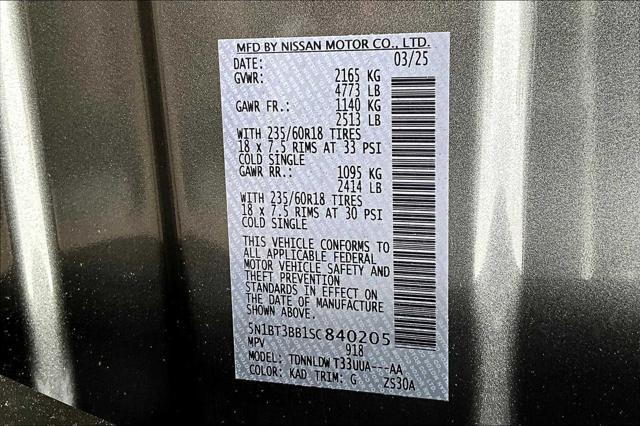 MFD BY NISSAN MOTOR CO., LTD.
DATE: 03/25
GVWR: 2165 KG
4773 LB
GAWR FR.: 1140 KG
2513 LB
WITH 235/60R18 TIRES
18 x 7.5 RIMS AT 33 PSI
COLD SINGLE
GAWR RR.: 1095 KG
2414 LB
WITH 235/60R18 TIRES
18 x 7.5 RIMS AT 30 PSI
COLD SINGLE
THIS VEHICLE CONFORMS TO
ALL APPLICABLE FEDERAL
MOTOR VEHICLE SAFETY AND
THEFT PREVENTION
STANDARDS IN EFFECT ON
THE DATE OF MANUFACTURE
SHOWN ABOVE.
5N1BT3BB1SC840205
MPV 918
MODEL: TDNNLDW T33UUA---AA
COLOR: KAD TRIM: G ZS30A